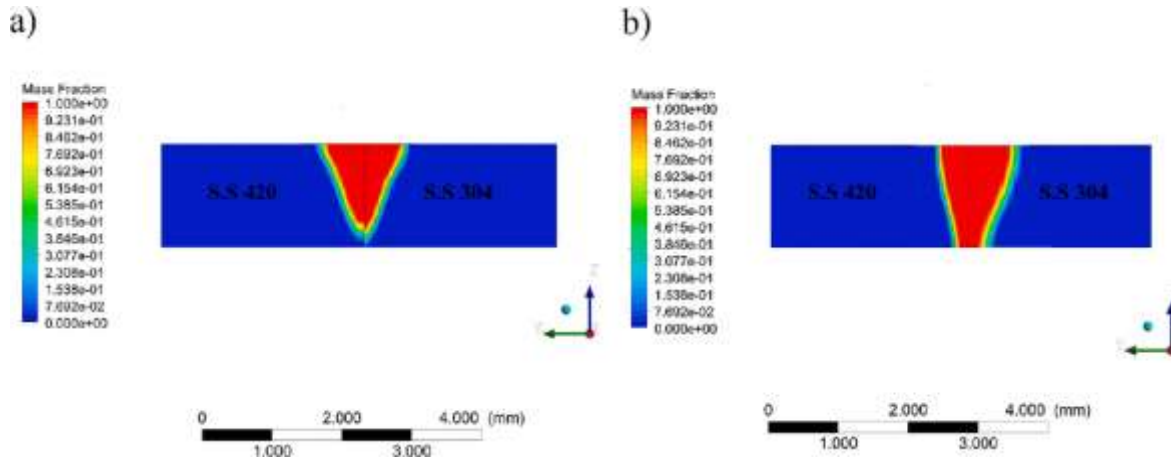 a)
Mass Fraction
1.000e+00
9.231e-01
8.462e-01
7.692e-01
6.923e-01
6.154e-01
5.385e-01
4.615e-01
3.846e-01
3.077e-01
2.308e-01
1.538e-01
7.692e-02
0.000e+00
S.S 420
S.S 304
0
2.000
4.000
(mm)
1.000
3.000
b)
Mass Fraction
1.000e+00
9.231e-01
8.462e-01
7.692e-01
6.923e-01
6.154e-01
5.385e-01
4.615e-01
3.846e-01
3.077e-01
2.308e-01
1.538e-01
7.692e-02
0.000e+00
S.S 420
S.S 304
0
2.000
4.000
(mm)
1.000
3.000